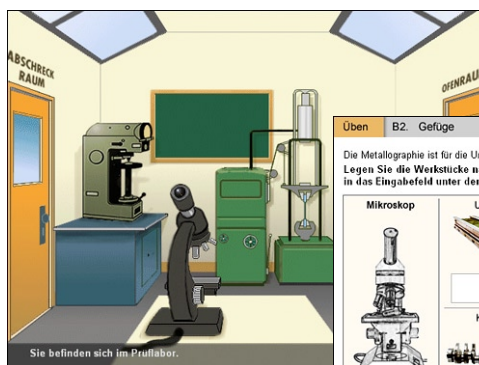 ABSCHRECK
RAUM
OFENRAU
Üben B2. Gefüge
Die Metallographie ist für die
Legen Sie die Werkstücke
in das Eingabefeld unter
Mikroskop
Sie befinden sich im Prüflabor.